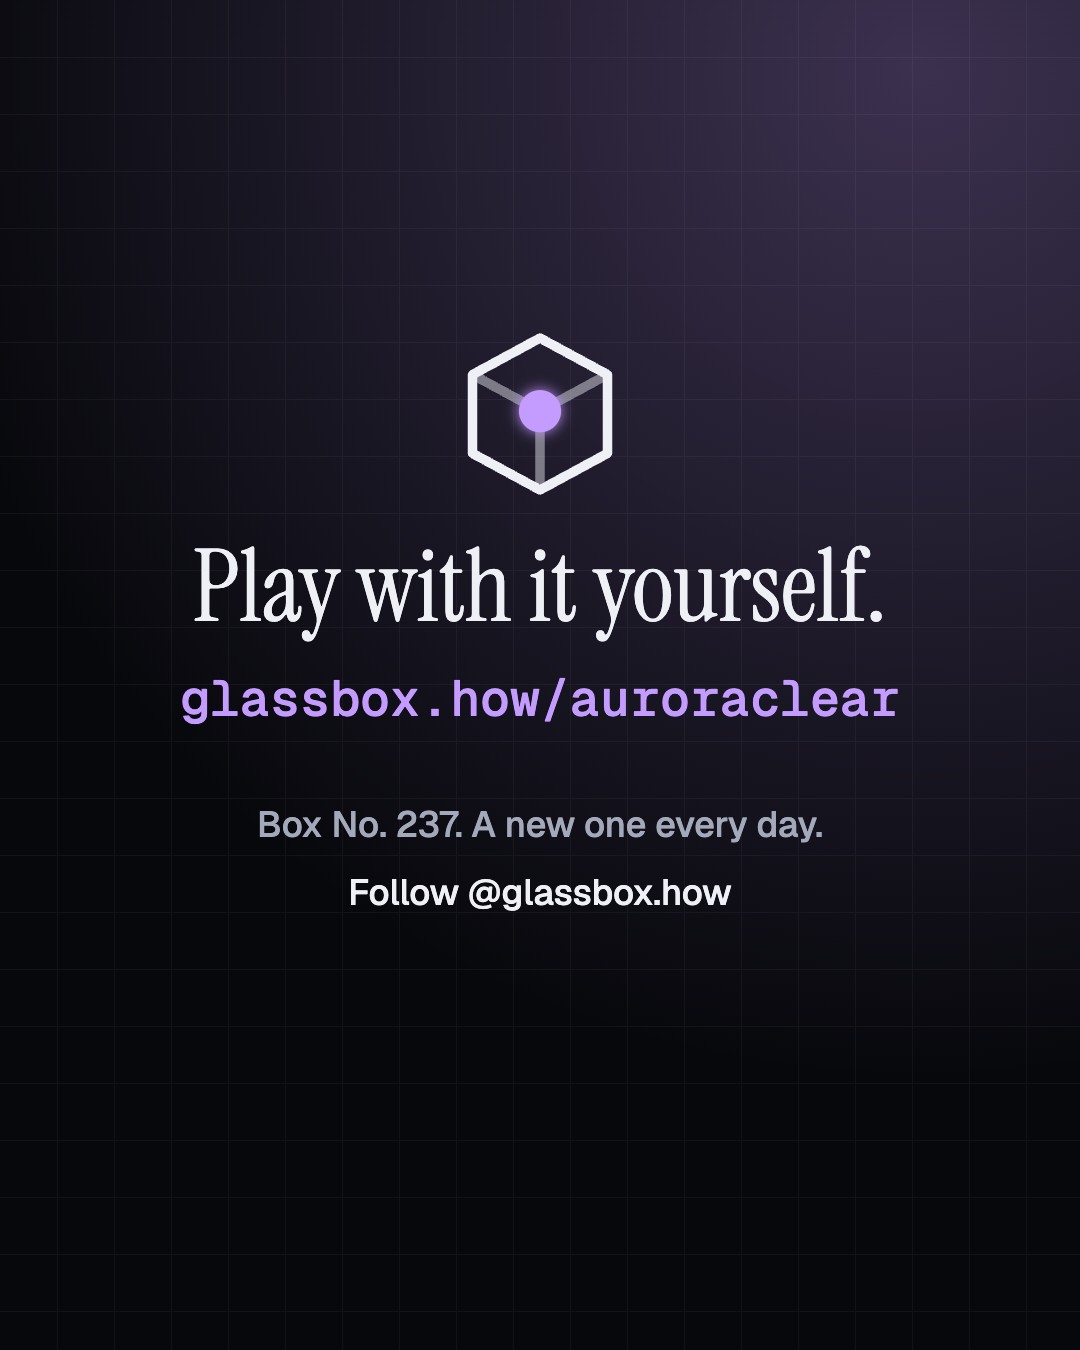 Play with it yourself.
glassbox.how/auroraclear
Box No. 237. A new one every day.
Follow @glassbox.how